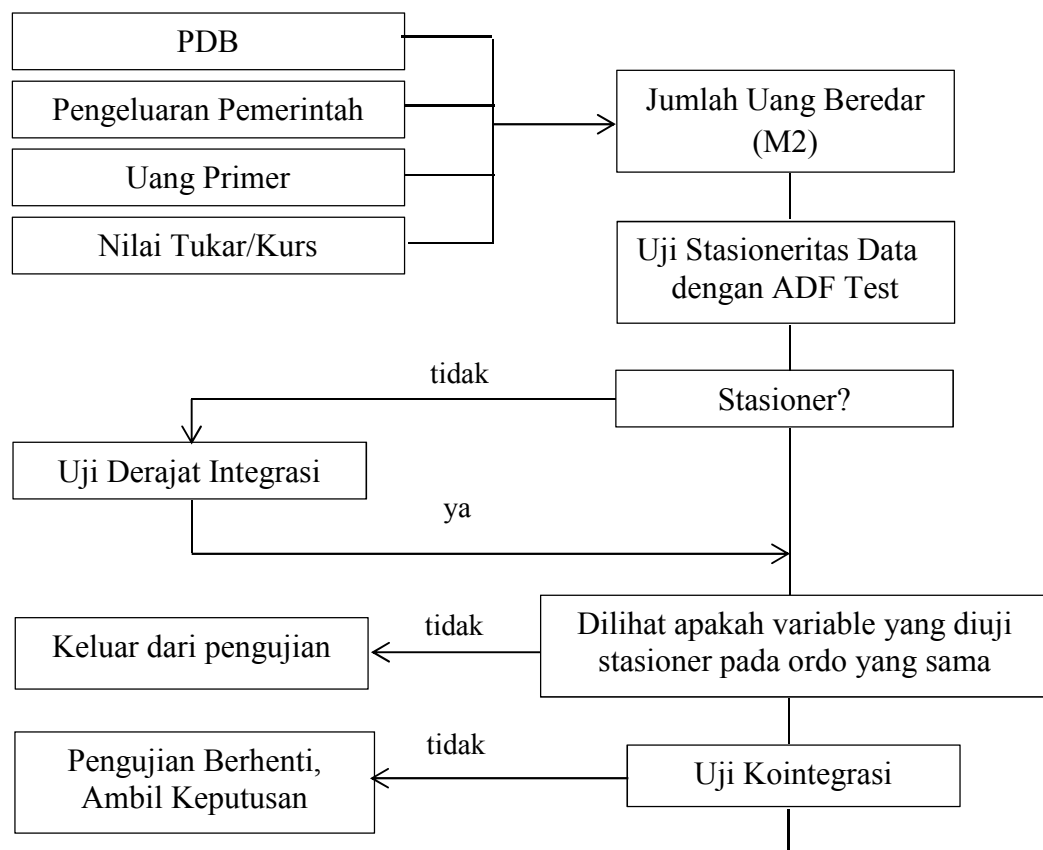 PDB
Pengeluaran Pemerintah
Uang Primer
Nilai Tukar/Kurs
Jumlah Uang Beredar
(M2)
Uji Stasioneritas Data
dengan ADF Test
tidak
Stasioner?
Uji Derajat Integrasi
ya
Dilihat apakah variable yang diuji
stasioner pada ordo yang sama
tidak
Keluar dari pengujian
Uji Kointegrasi
tidak
Pengujian Berhenti,
Ambil Keputusan